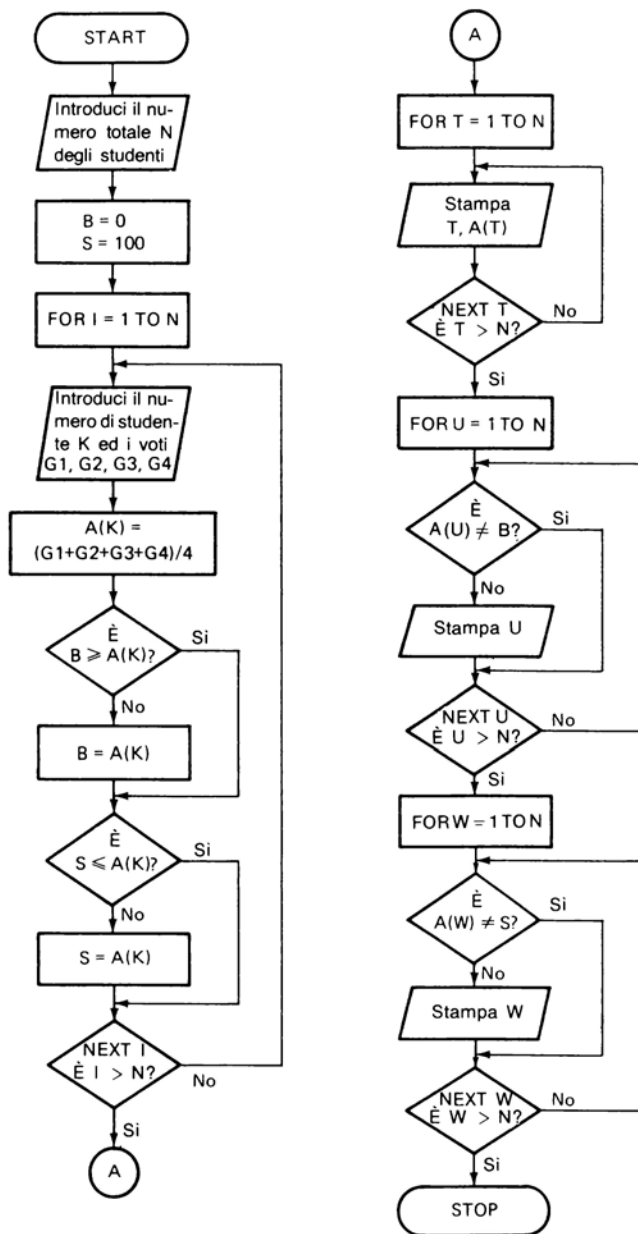 START
Introduci il nu-
mero totale N
degli studenti
B = 0
S = 100
FOR I = 1 TO N
Introduci il nu-
mero di studen-
te K ed i voti
G1, G2, G3, G4
A(K) =
(G1+G2+G3+G4)/4
È
B ⩾ A(K)?
Si
No
B = A(K)
È
S ⩽ A(K)?
Si
No
S = A(K)
NEXT I
È I > N?
No
Si
A
A
FOR T = 1 TO N
Stampa
T, A(T)
NEXT T
È T > N?
No
Si
FOR U = 1 TO N
È
A(U) ≠ B?
Si
No
Stampa U
NEXT U
È U > N?
No
Si
FOR W = 1 TO N
È
A(W) ≠ S?
Si
No
Stampa W
NEXT W
È W > N?
No
Si
STOP